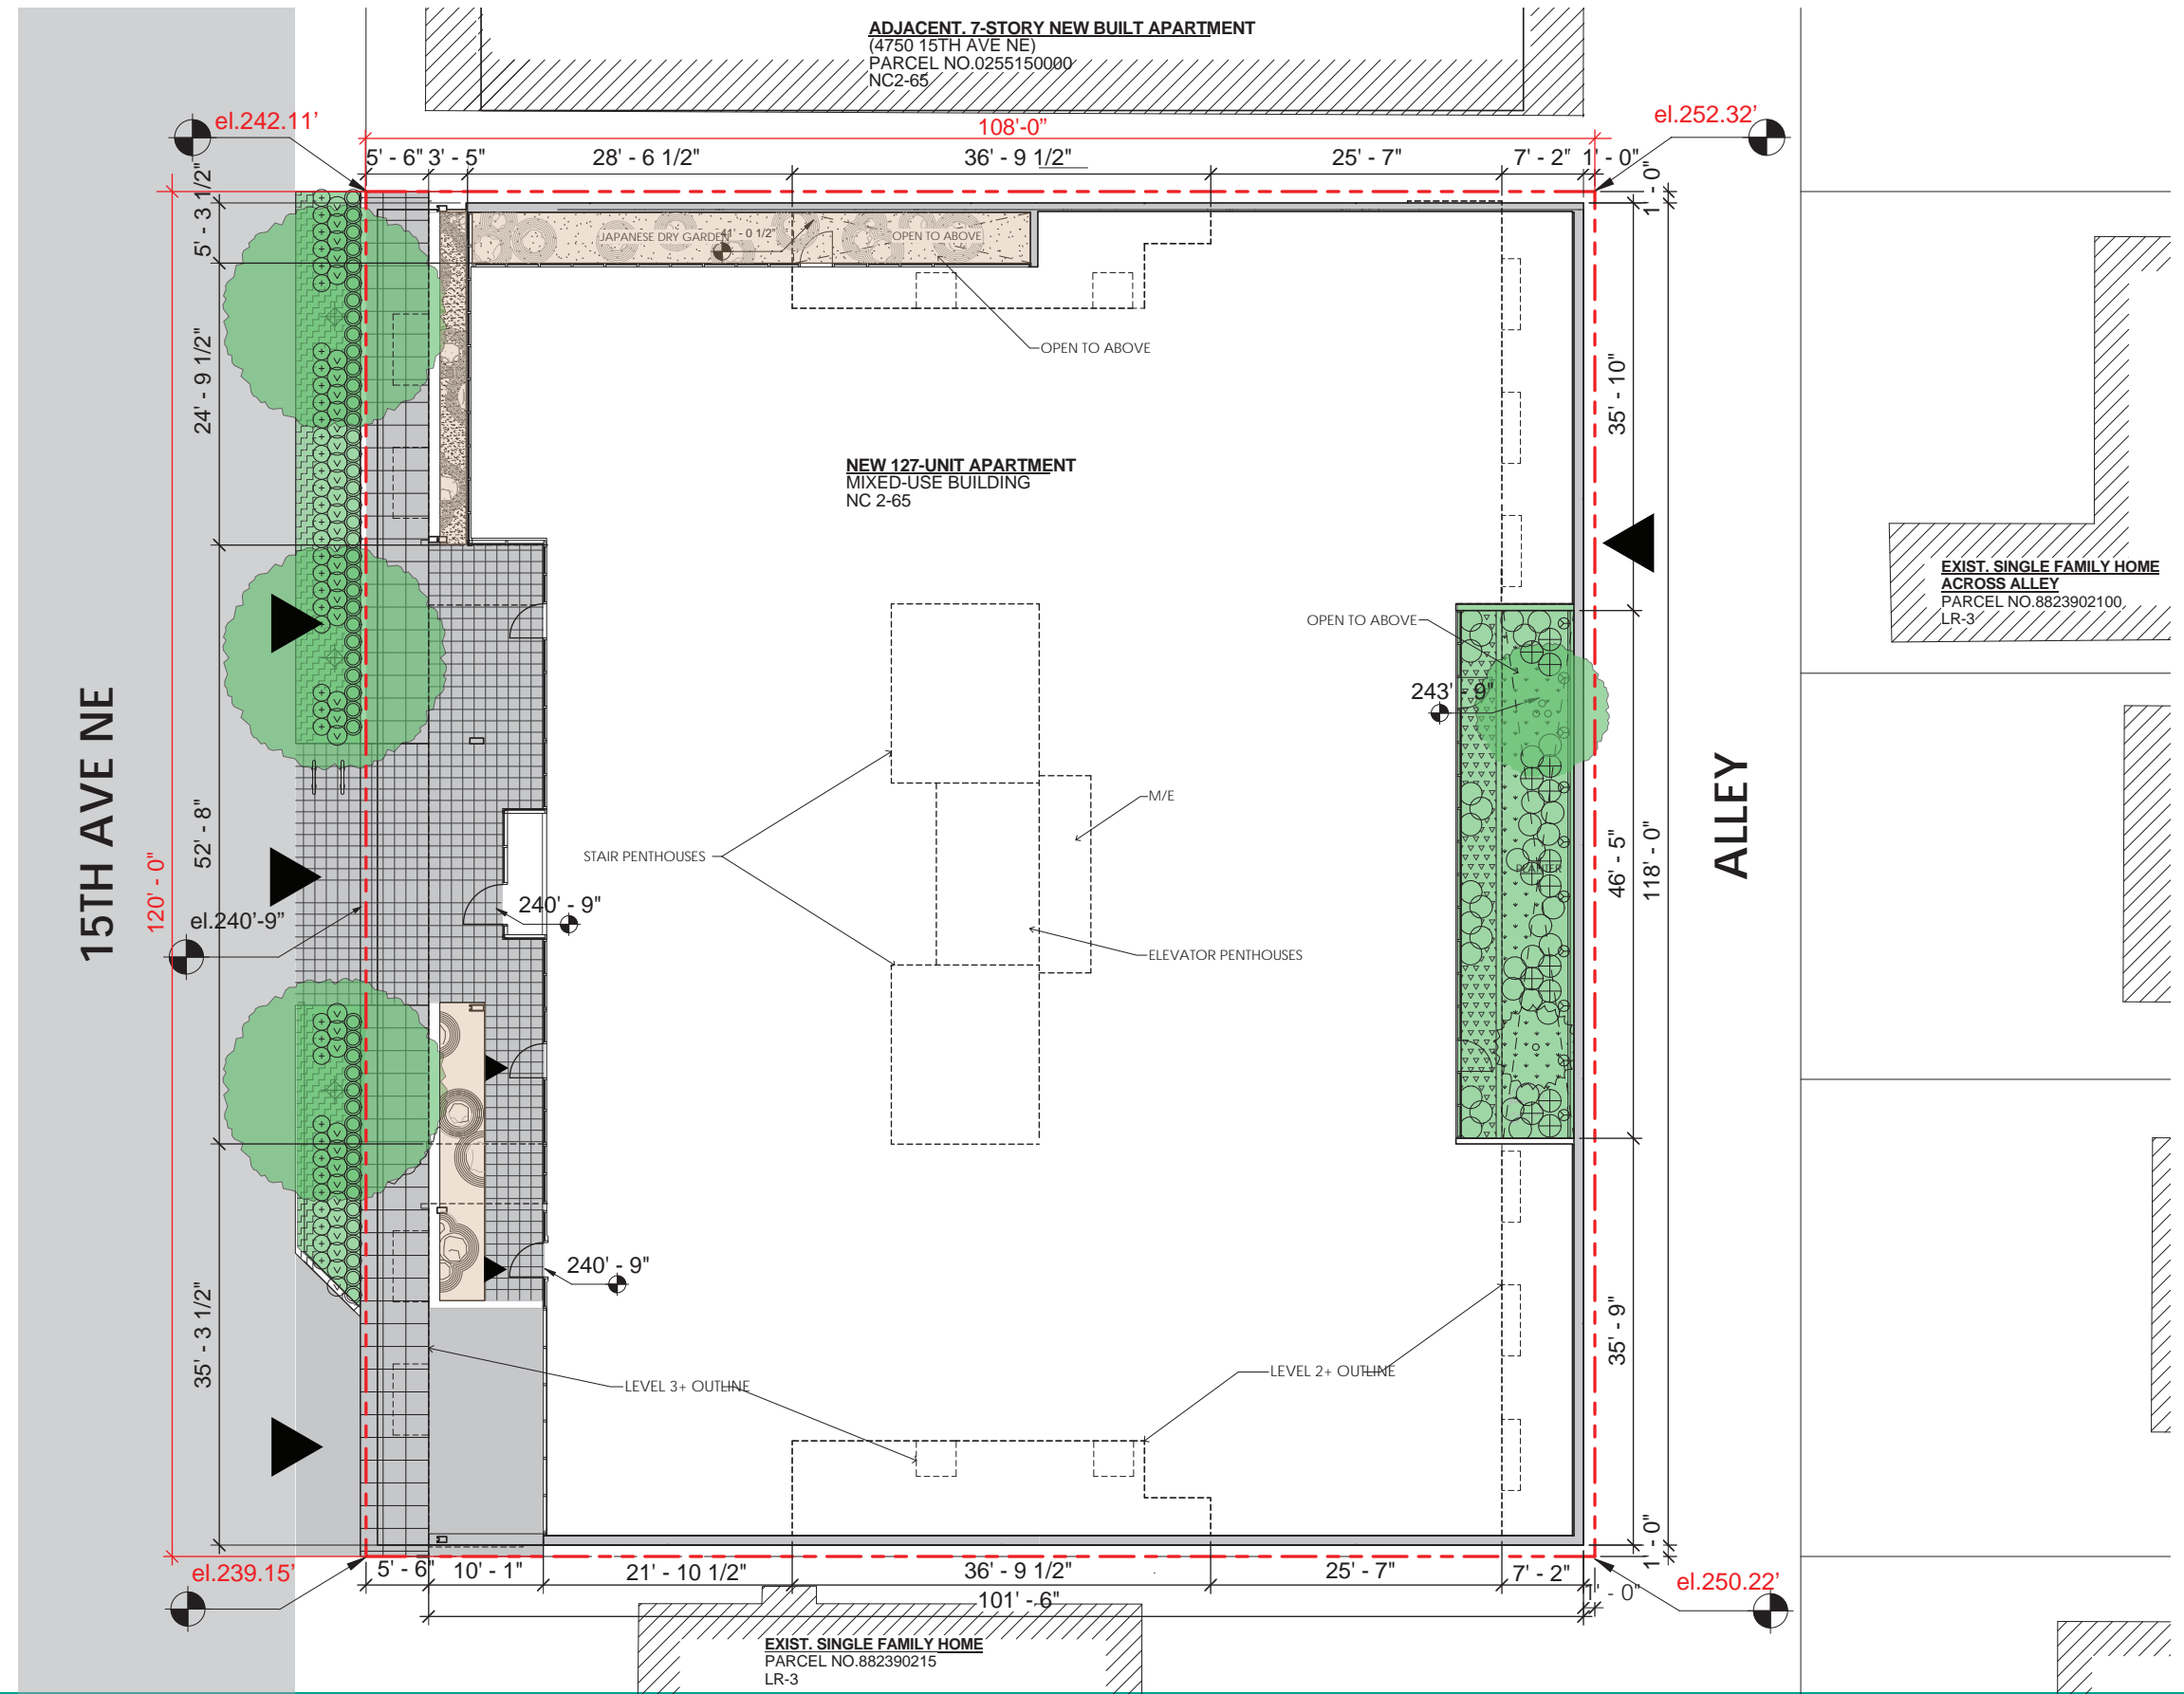 ADJACENT. 7-STORY NEW BUILT APARTMENT
(4750 15TH AVE NE)
PARCEL NO.0255150000
NC2-65
el.242.11'
108'-0"
el.252.32'
5' - 6"
3' - 5"
28' - 6 1/2"
36' - 9 1/2"
25' - 7"
7' - 2"
1' - 0"
1' - 0"
5' - 3 1/2"
JAPANESE DRY GARDEN
41' - 0 1/2"
OPEN TO ABOVE
OPEN TO ABOVE
24' - 9 1/2"
35' - 10"
NEW 127-UNIT APARTMENT
MIXED-USE BUILDING
NC 2-65
EXIST. SINGLE FAMILY HOME
ACROSS ALLEY
PARCEL NO.8823902100
LR-3
OPEN TO ABOVE
243' - 9"
15TH AVE NE
120' - 0"
52' - 8"
M/E
STAIR PENTHOUSES
PLANTER
46' - 5"
118' - 0"
ALLEY
el.240'-9"
240' - 9"
ELEVATOR PENTHOUSES
240' - 9"
35' - 3 1/2"
35' - 9"
LEVEL 3+ OUTLINE
LEVEL 2+ OUTLINE
1' - 0"
el.239.15'
5' - 6"
10' - 1"
21' - 10 1/2"
36' - 9 1/2"
25' - 7"
7' - 2"
1' - 0"
el.250.22'
101' - 6"
EXIST. SINGLE FAMILY HOME
PARCEL NO.882390215
LR-3